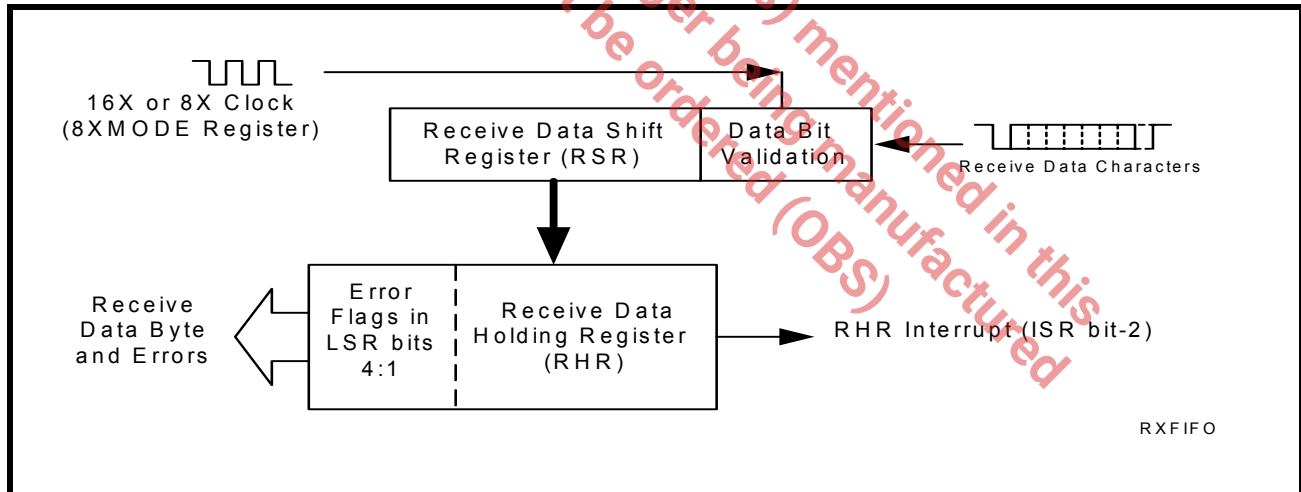 s) mentioned in this
er being manufactured
t be ordered (OBS)
16X or 8X Clock
(8XMODE Register)
Receive Data Shift
Register (RSR)
Data Bit
Validation
Receive Data Characters
Receive
Data Byte
and Errors
Error
Flags in
LSR bits
4:1
Receive Data
Holding Register
(RHR)
RHR Interrupt (ISR bit-2)
RXFIFO